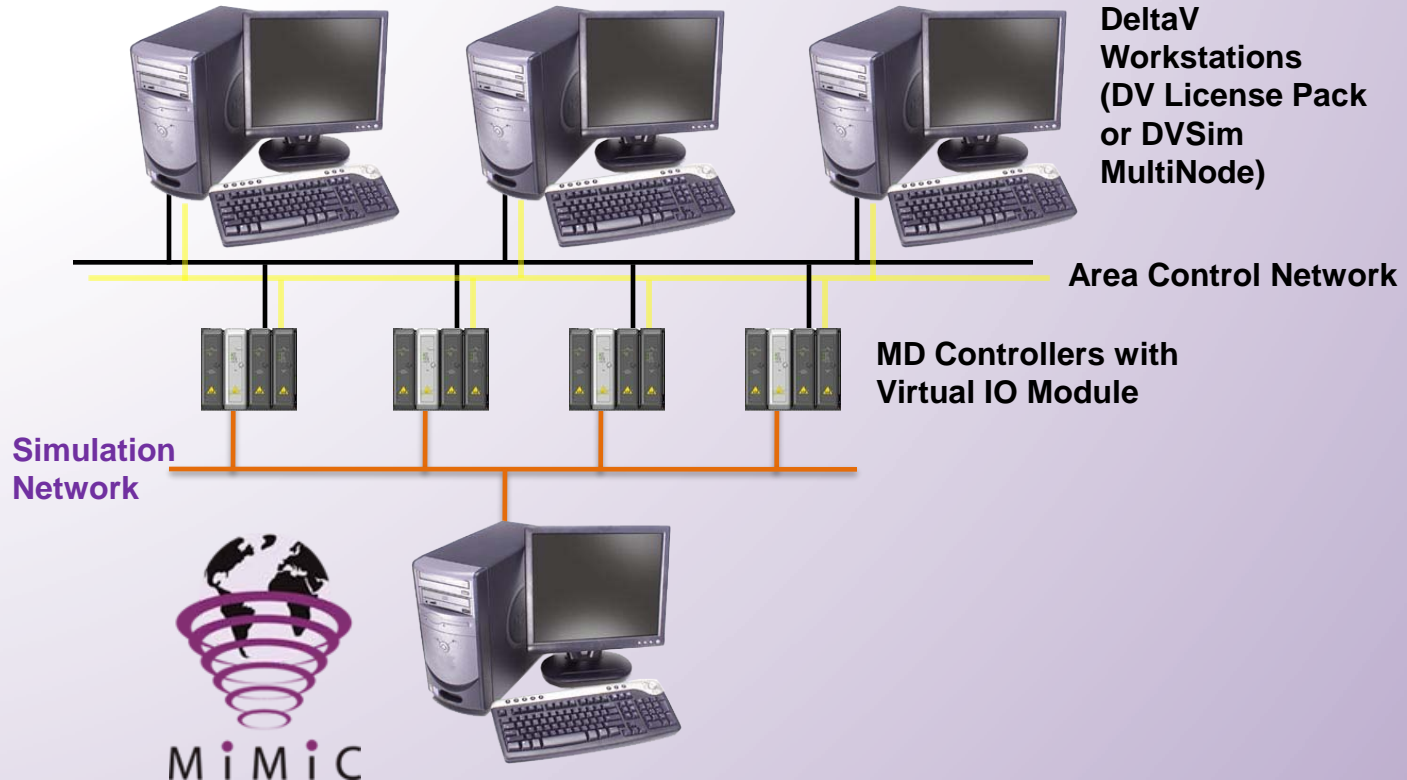 DeltaV
Workstations
(DV License Pack
or DVSim
MultiNode)
Area Control Network
MD Controllers with
Virtual IO Module
Simulation
Network
MiMiC